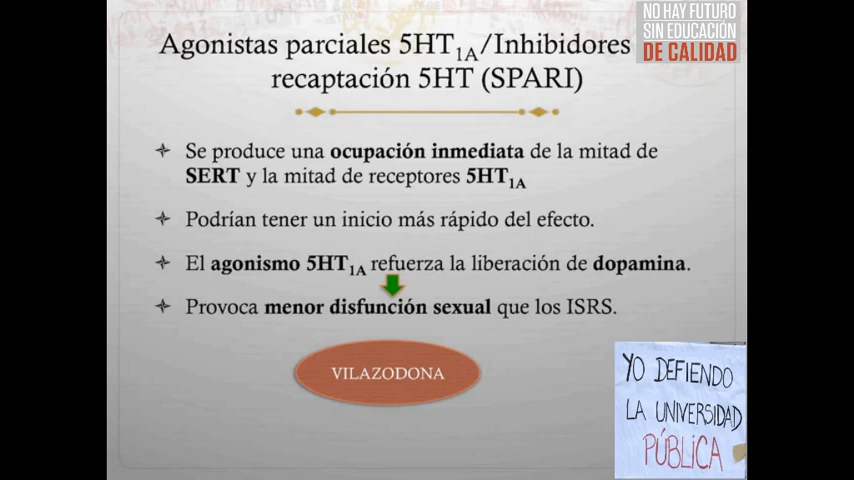 Agonistas parciales 5HT1A/Inhibidores
recaptación 5HT (SPARI)
NO HAY FUTURO
SIN EDUCACIÓN
DE CALIDAD
Se produce una ocupación inmediata de la mitad de
SERT y la mitad de receptores 5HT1A
Podrían tener un inicio más rápido del efecto.
El agonismo 5HT1A refuerza la liberación de dopamina.
Provoca menor disfunción sexual que los ISRS.
VILAZODONA
YO DEFIENDO
LA UNIVERSIDAD
PÚBLICA